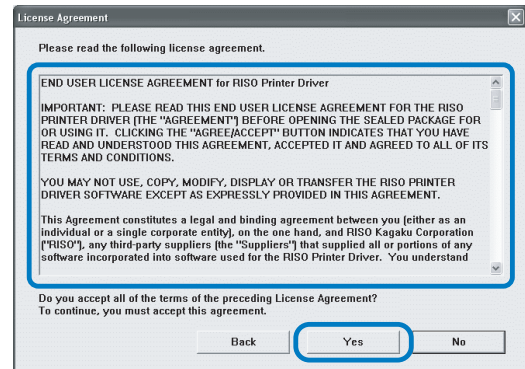 License Agreement
Please read the following license agreement.
END USER LICENSE AGREEMENT for RISO Printer Driver
IMPORTANT:  PLEASE READ THIS END USER LICENSE AGREEMENT FOR THE RISO
PRINTER DRIVER (THE "AGREEMENT") BEFORE OPENING THE SEALED PACKAGE FOR
OR USING IT.  CLICKING THE "AGREE/ACCEPT" BUTTON INDICATES THAT YOU HAVE
READ AND UNDERSTOOD THIS AGREEMENT, ACCEPTED IT AND AGREED TO ALL OF ITS
TERMS AND CONDITIONS.
YOU MAY NOT USE, COPY, MODIFY, DISPLAY OR TRANSFER THE RISO PRINTER
DRIVER SOFTWARE EXCEPT AS EXPRESSLY PROVIDED IN THIS AGREEMENT.
This Agreement constitutes a legal and binding agreement between you (either as an
individual or a single corporate entity), on the one hand, and RISO Kagaku Corporation
("RISO"), any third-party suppliers (the "Suppliers") that supplied all or portions of any
software incorporated into software used for the RISO Printer Driver.  You understand
Do you accept all of the terms of the preceding License Agreement?
To continue, you must accept this agreement.
Back Yes No